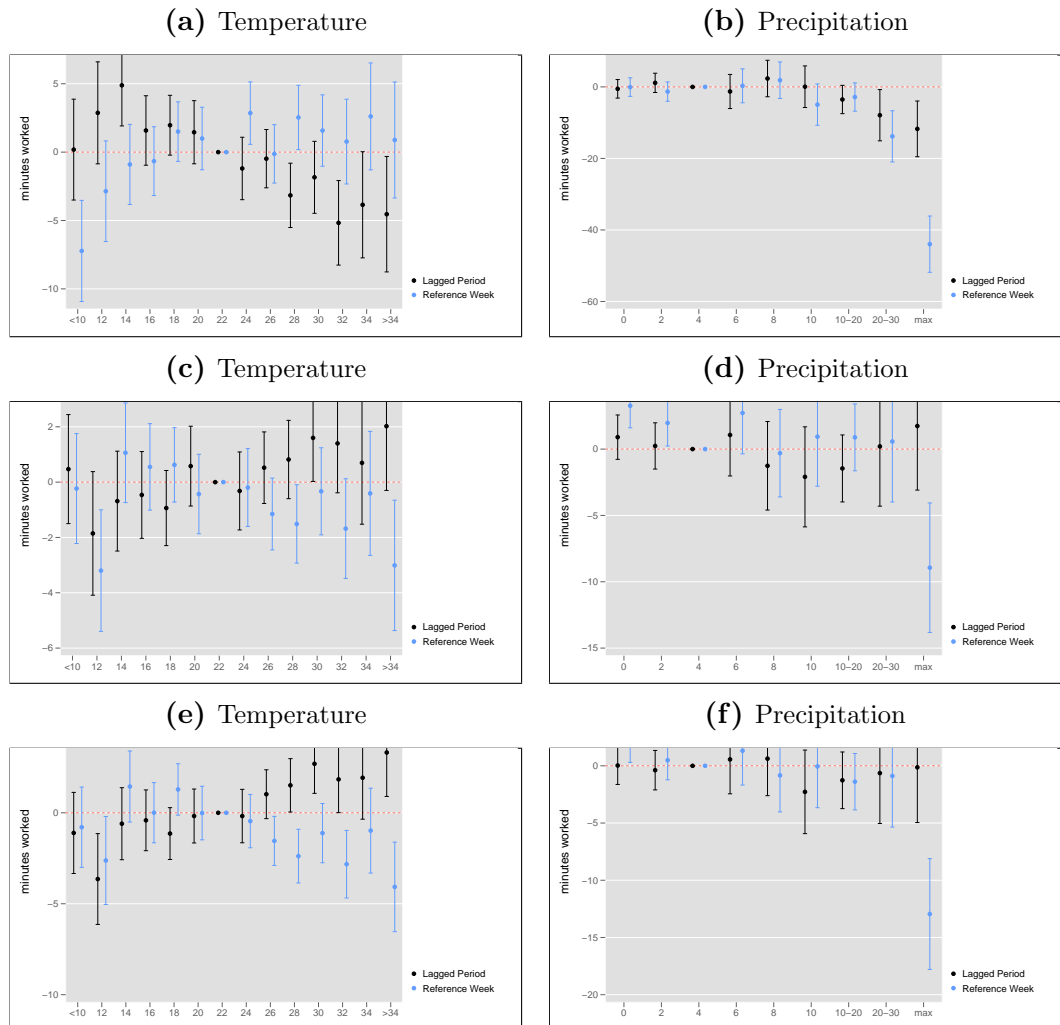 (a) Temperature
(b) Precipitation
minutes worked
5
0
−5
−10
<10 12 14 16 18 20 22 24 26 28 30 32 34 >34
Lagged Period
Reference Week
minutes worked
0
−20
−40
−60
0 2 4 6 8 10 10−20 20−30 max
Lagged Period
Reference Week
(c) Temperature
(d) Precipitation
minutes worked
2
0
−2
−4
−6
<10 12 14 16 18 20 22 24 26 28 30 32 34 >34
Lagged Period
Reference Week
minutes worked
0
−5
−10
−15
0 2 4 6 8 10 10−20 20−30 max
Lagged Period
Reference Week
(e) Temperature
(f) Precipitation
minutes worked
0
−5
−10
<10 12 14 16 18 20 22 24 26 28 30 32 34 >34
Lagged Period
Reference Week
minutes worked
0
−5
−10
−15
−20
0 2 4 6 8 10 10−20 20−30 max
Lagged Period
Reference Week